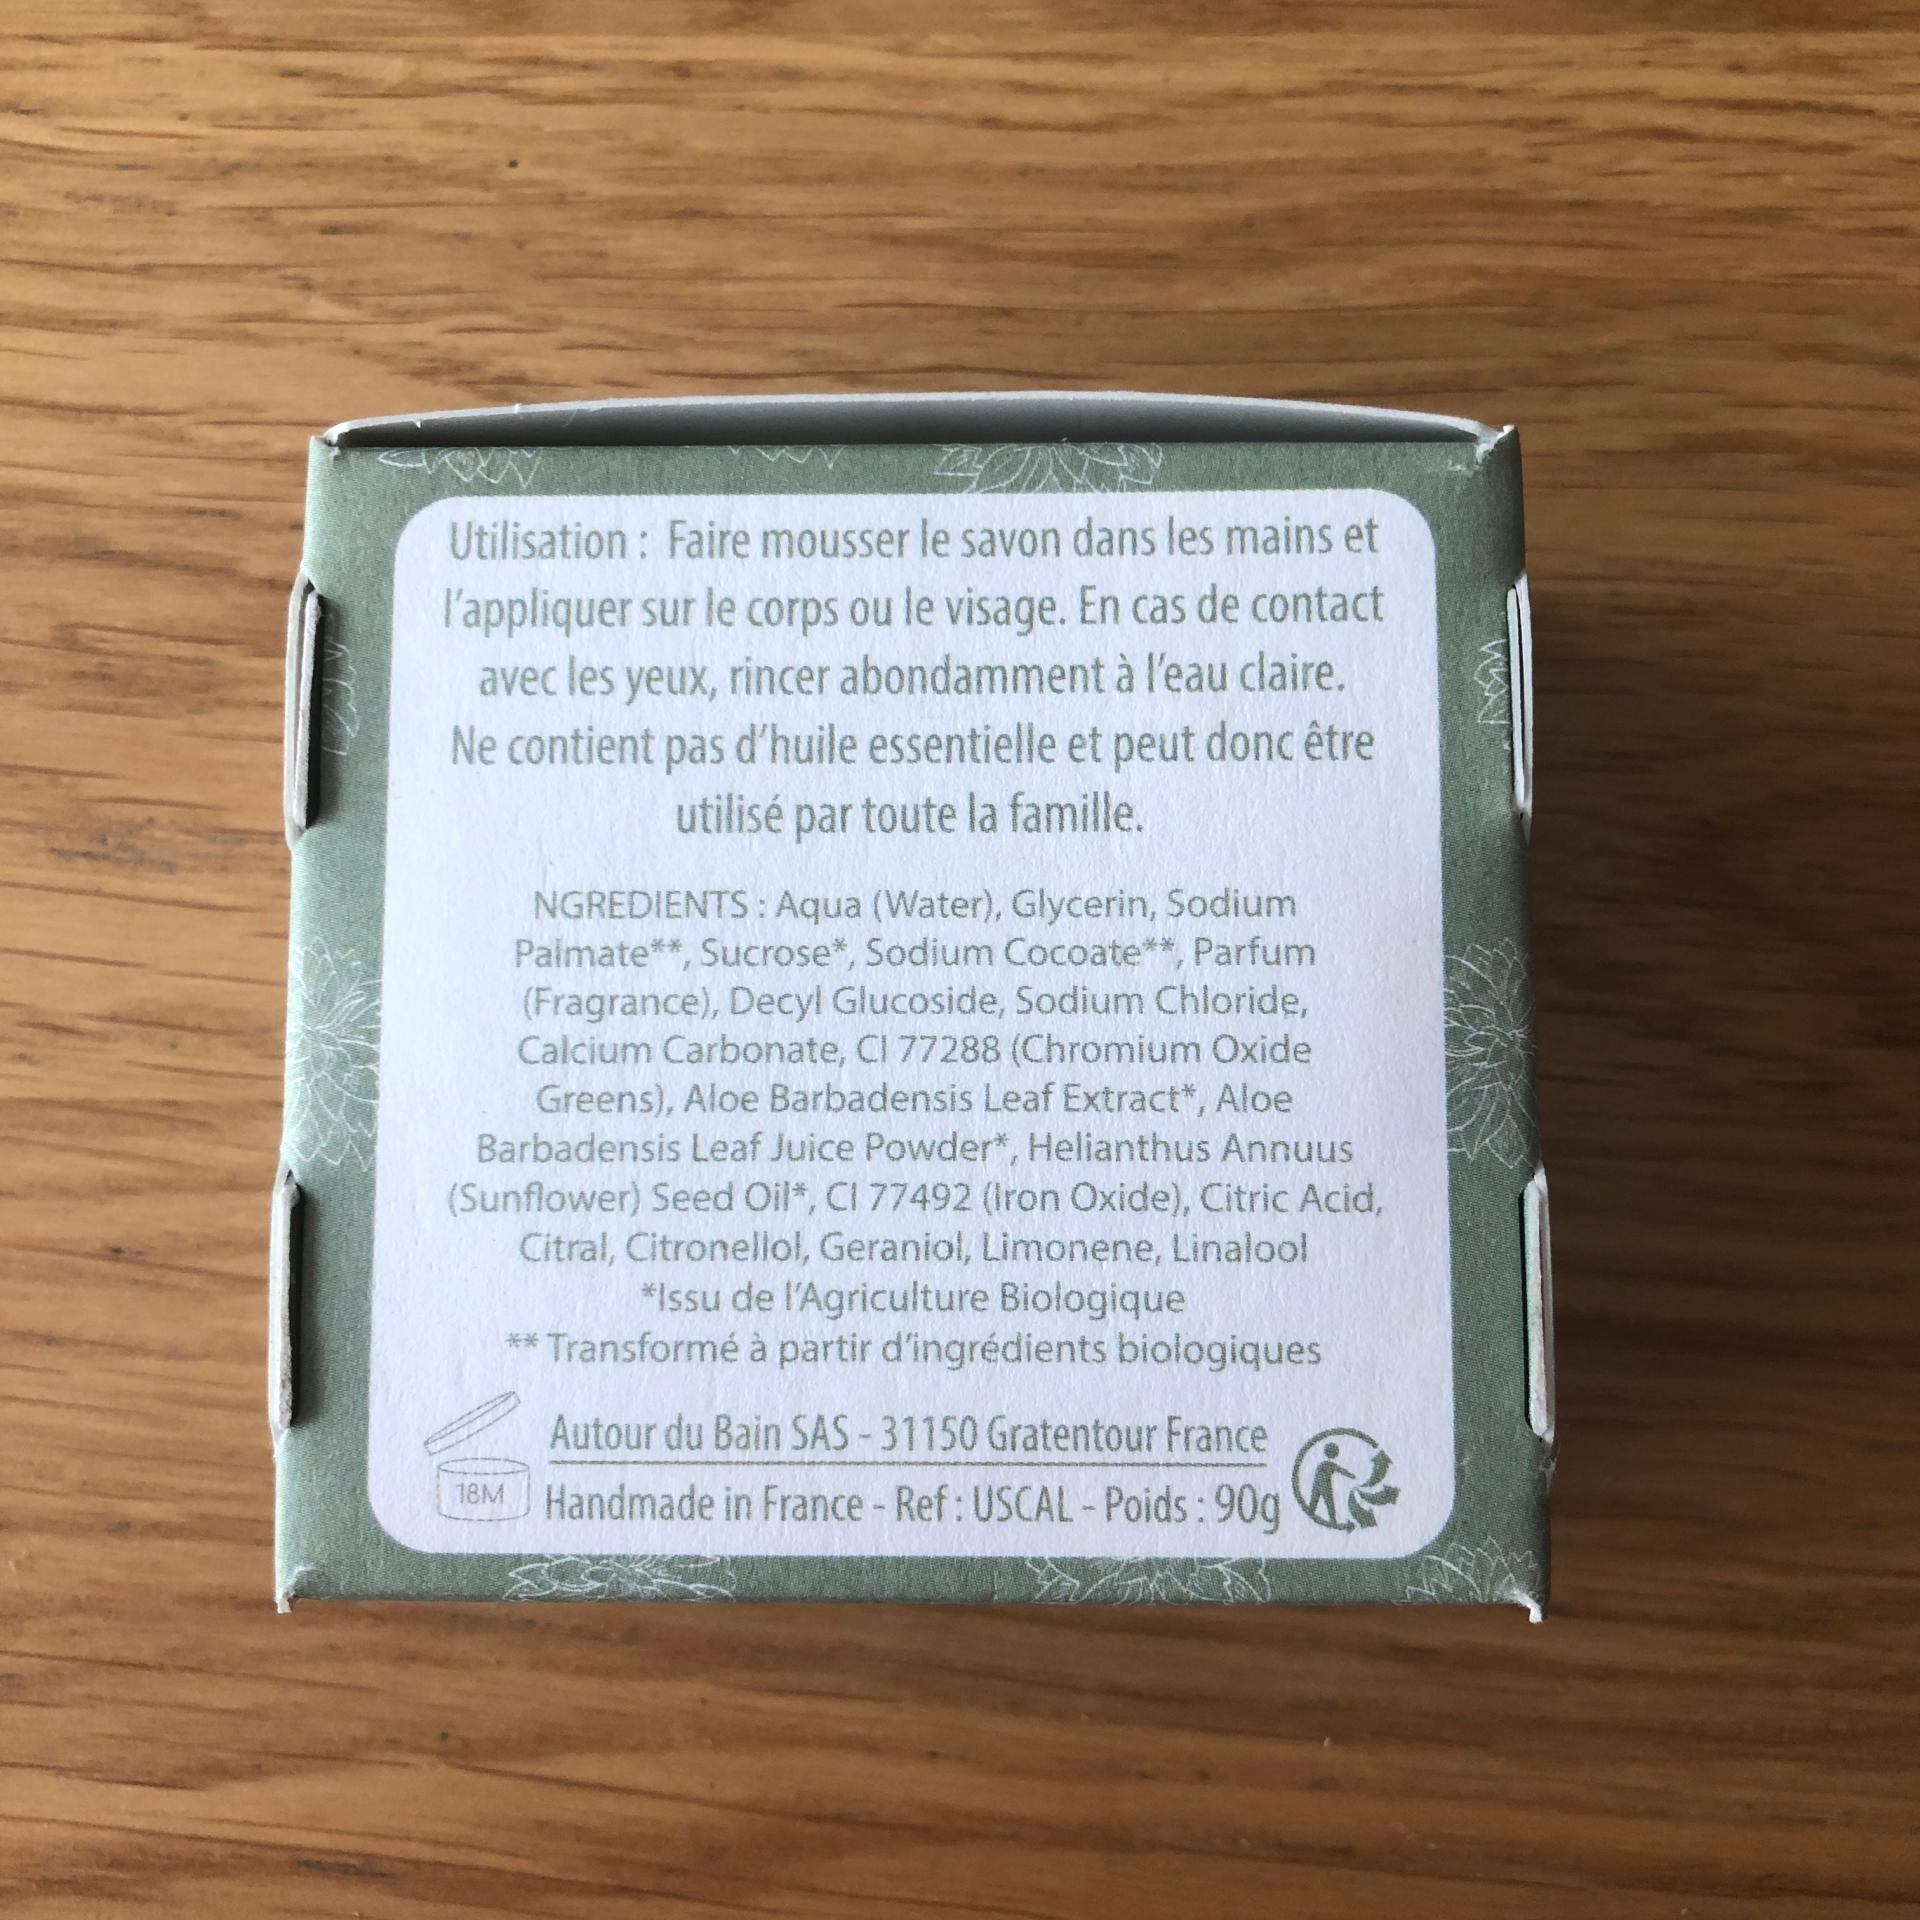 Utilisation : Faire mousser le savon dans les mains et
l'appliquer sur le corps ou le visage. En cas de contact
avec les yeux, rincer abondamment à l'eau claire.
Ne contient pas d'huile essentielle et peut donc être
utilisé par toute la famille.
NGREDIENTS : Aqua (Water), Glycerin, Sodium
Palmate**, Sucrose*, Sodium Cocoate**, Parfum
(Fragrance), Decyl Glucoside, Sodium Chloride,
Calcium Carbonate, CI 77288 (Chromium Oxide
Greens), Aloe Barbadensis Leaf Extract*, Aloe
Barbadensis Leaf Juice Powder*, Helianthus Annuus
(Sunflower) Seed Oil*, CI 77492 (Iron Oxide), Citric Acid,
Citral, Citronellol, Geraniol, Limonene, Linalool
*Issu de l'Agriculture Biologique
** Transformé à partir d'ingrédients biologiques
Autour du Bain SAS - 31150 Gratentour France
18M
Handmade in France - Ref : USCAL - Poids : 90g